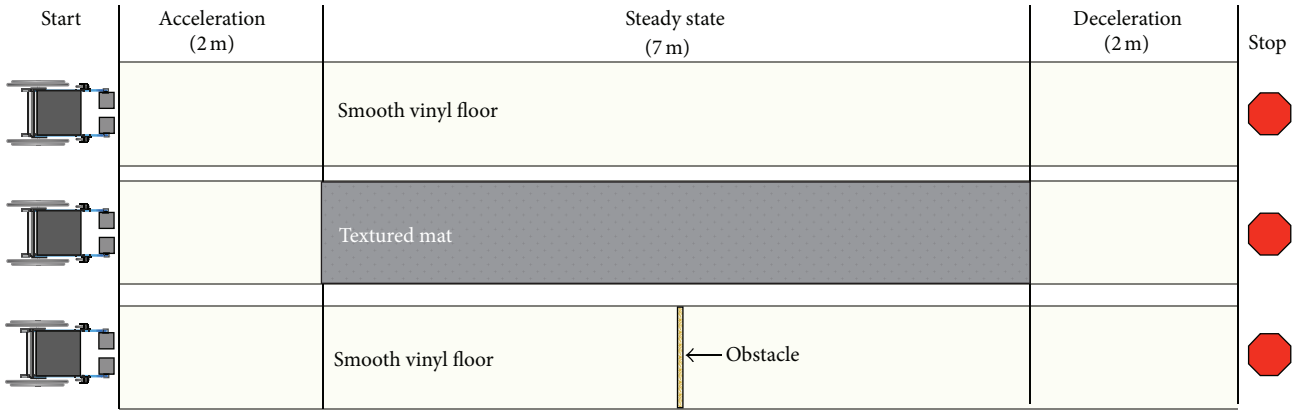 Start
Acceleration
(2 m)
Steady state
(7 m)
Deceleration
(2 m)
Stop
Smooth vinyl floor
Textured mat
Smooth vinyl floor
Obstacle